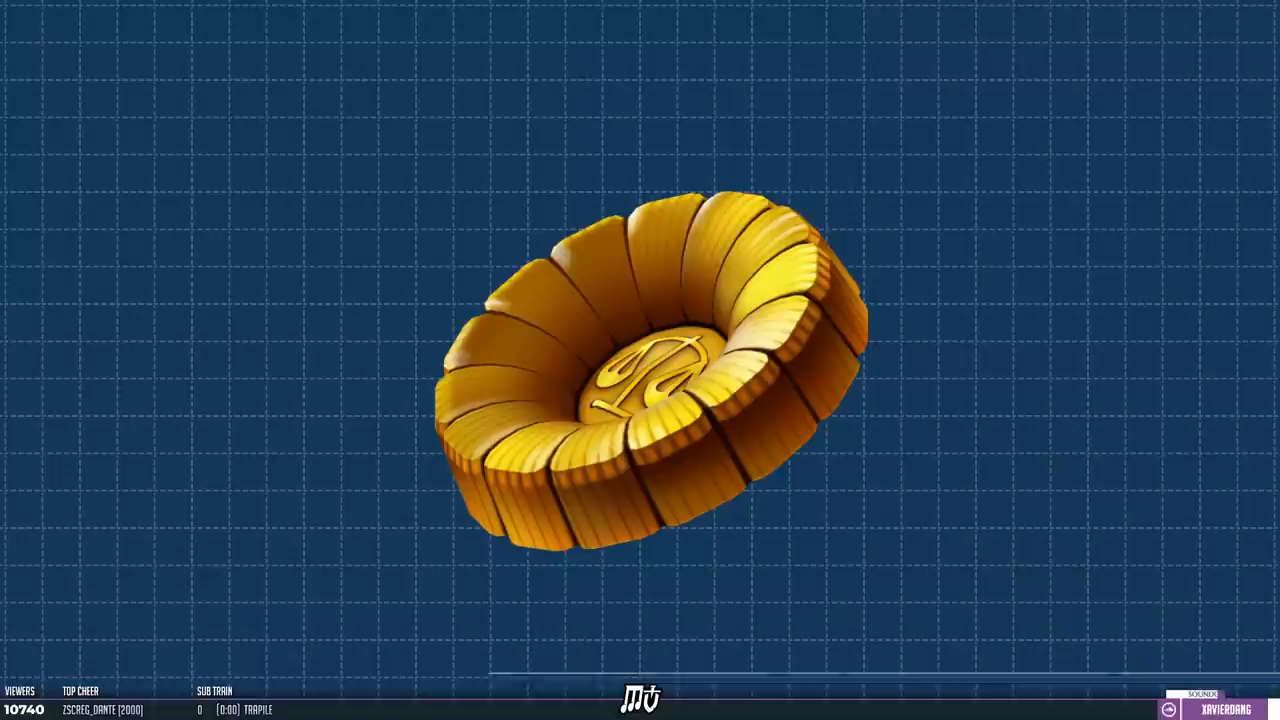 VIEWERS TOP CHEER SUB TRAIN
10740 ZSCREG_DANTE [2000] 0 [0:00] TRAPILE
XAVIERDANG